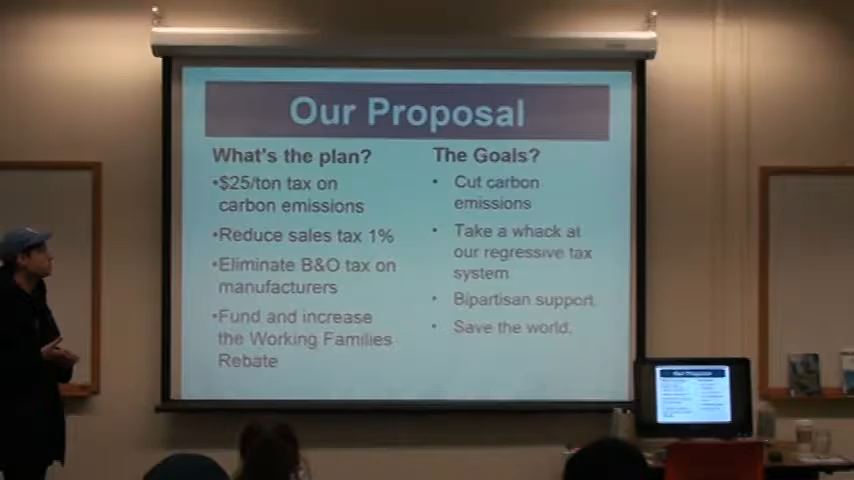 Our Proposal
What's the plan?
•$25/ton tax on
carbon emissions
•Reduce sales tax 1%
•Eliminate B&O tax on
manufacturers
•Fund and increase
the Working Families
Rebate
The Goals?
• Cut carbon
emissions
• Take a whack at
our regressive tax
system
• Bipartisan support.
• Save the world.
Our Proposal